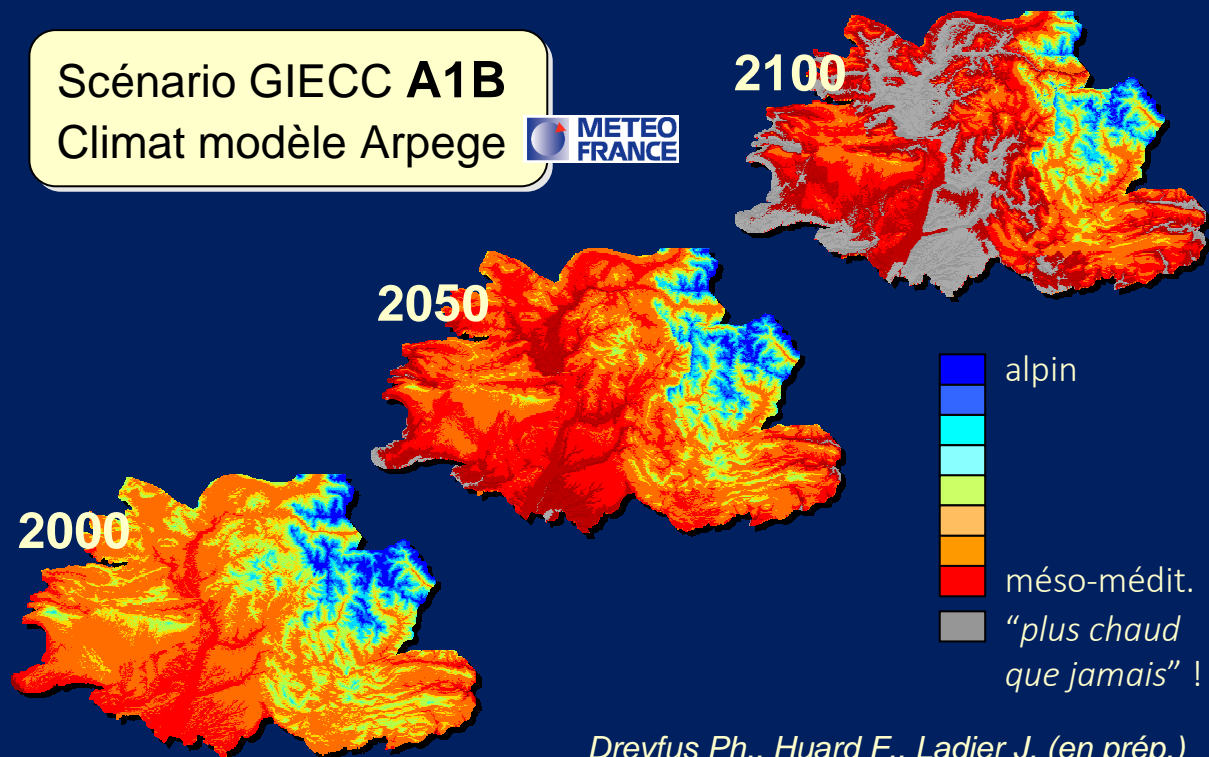 Scénario GIECC A1B
Climat modèle Arpege
METEO
FRANCE
2100
2050
2000
alpin
méso-médit.
“plus chaud
que jamais” !
Dreyfus Ph., Huard F., Ladier J. (en prép.)